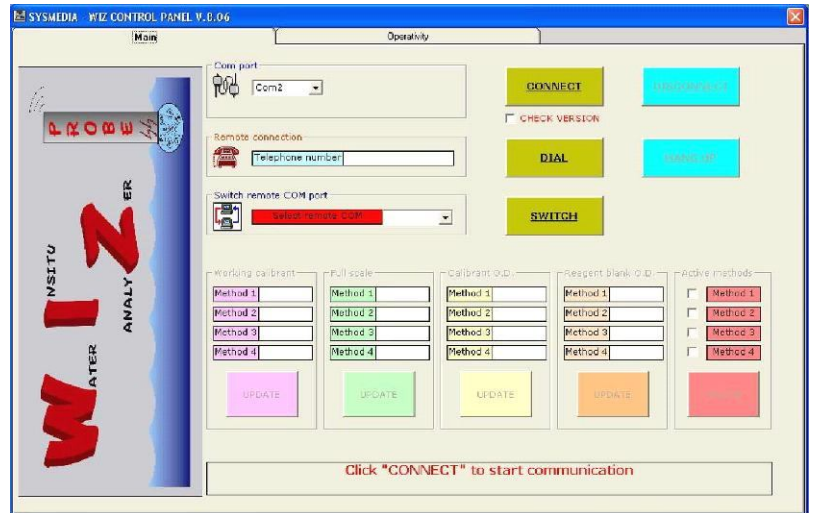 SYSMEDIA WIZ CONTROL PANEL V.8.06
Main
Operativity
Com port
Com2
CONNECT
DISCONNECT
CHECK VERSION
Remote connection
Telephone number
DIAL
HANG UP
Switch remote COM port
Select remote COM
SWITCH
PROBE
WATER
INSITU
ANALYZER
Working calibrant
Full scale
Calibrant O.D.
Reagent blank O.D.
Active methods
Method 1 Method 1 Method 1 Method 1 Method 1
Method 2 Method 2 Method 2 Method 2 Method 2
Method 3 Method 3 Method 3 Method 3 Method 3
Method 4 Method 4 Method 4 Method 4 Method 4
UPDATE UPDATE UPDATE UPDATE
Click "CONNECT" to start communication